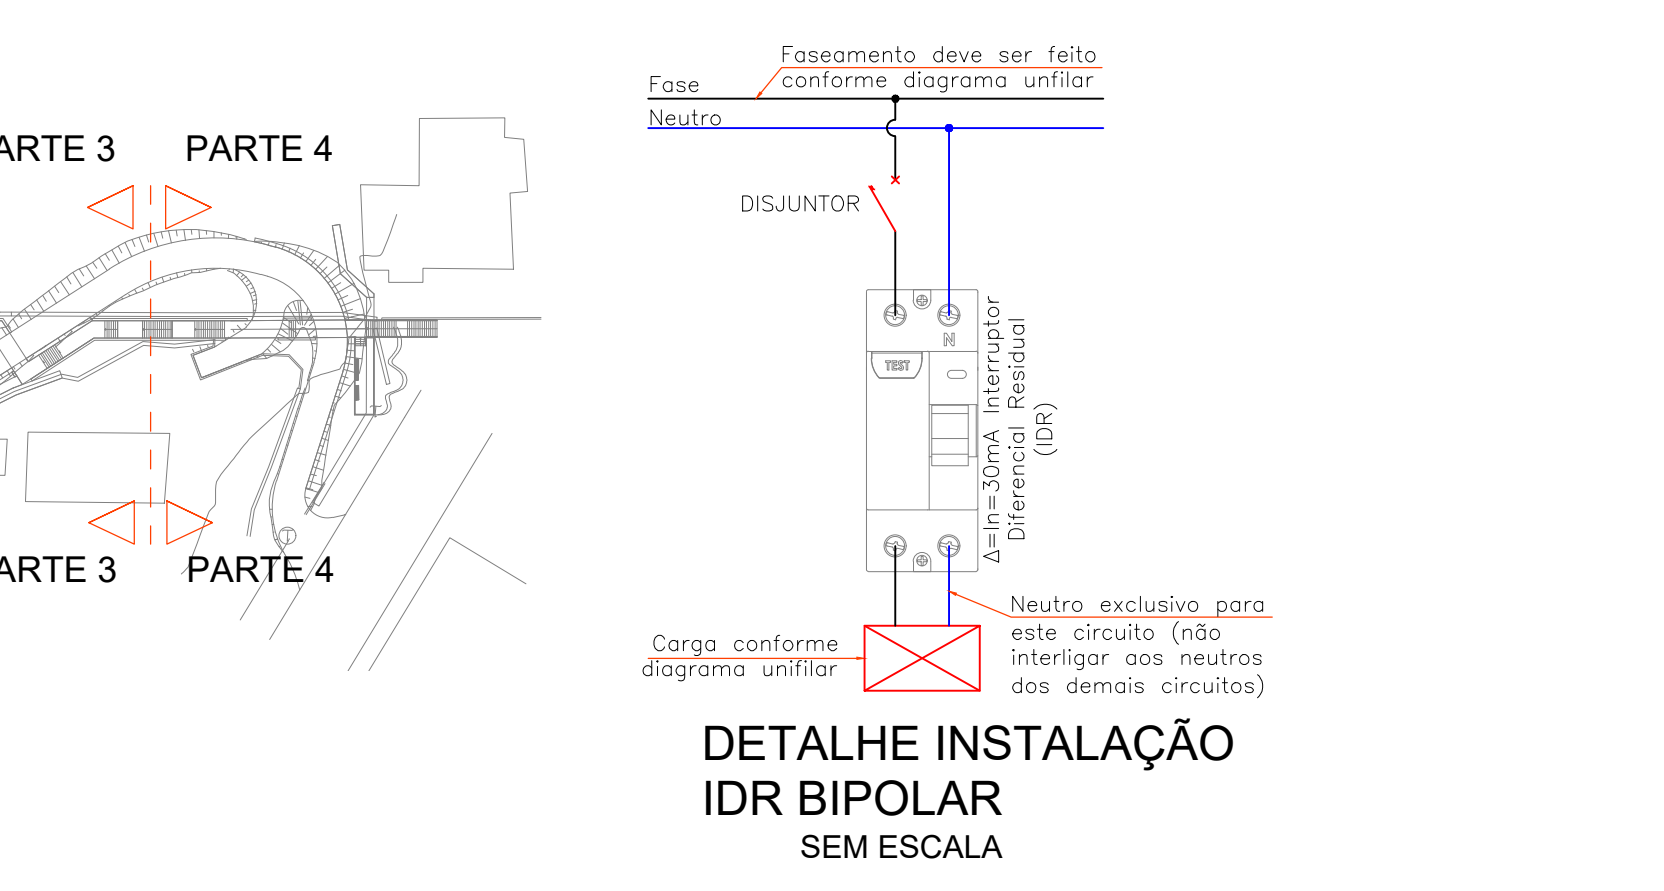 ARTE 3
PARTE 4
ARTE 3
PARTE 4
Faseamento deve ser feito
conforme diagrama unfilar
Fase
Neutro
DISJUNTOR
N
TEST
Δ=In=30mA Interruptor
Diferencial Residual
(IDR)
Neutro exclusivo para
este circuito (não
interligar aos neutros
dos demais circuitos)
Carga conforme
diagrama unifilar
DETALHE INSTALAÇÃO
IDR BIPOLAR
SEM ESCALA